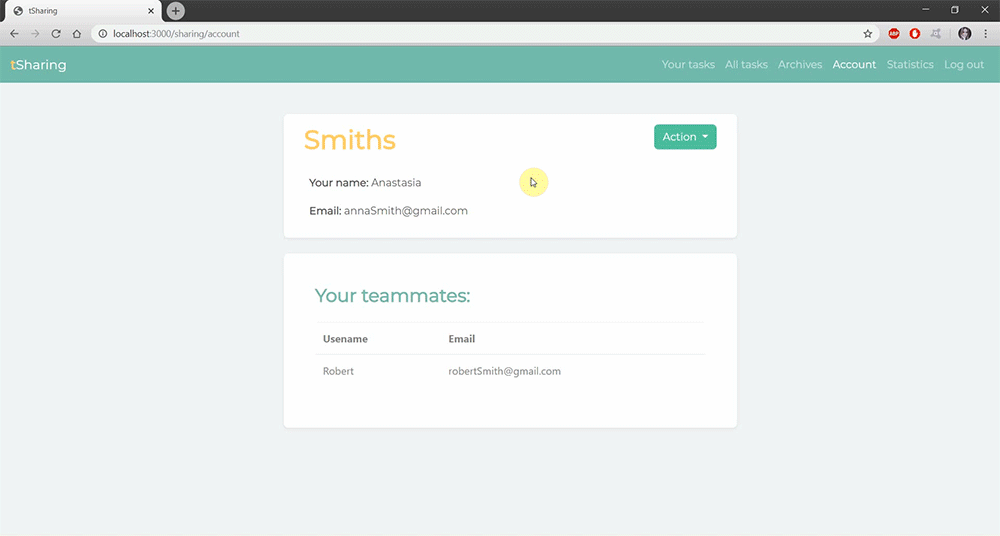 tSharing
localhost:3000/sharing/account
ABP
tSharing
Your tasks All tasks Archives Account Statistics Log out
Smiths
Action
Your name: Anastasia
Email: annaSmith@gmail.com
Your teammates:
Usename Email
Robert robertSmith@gmail.com